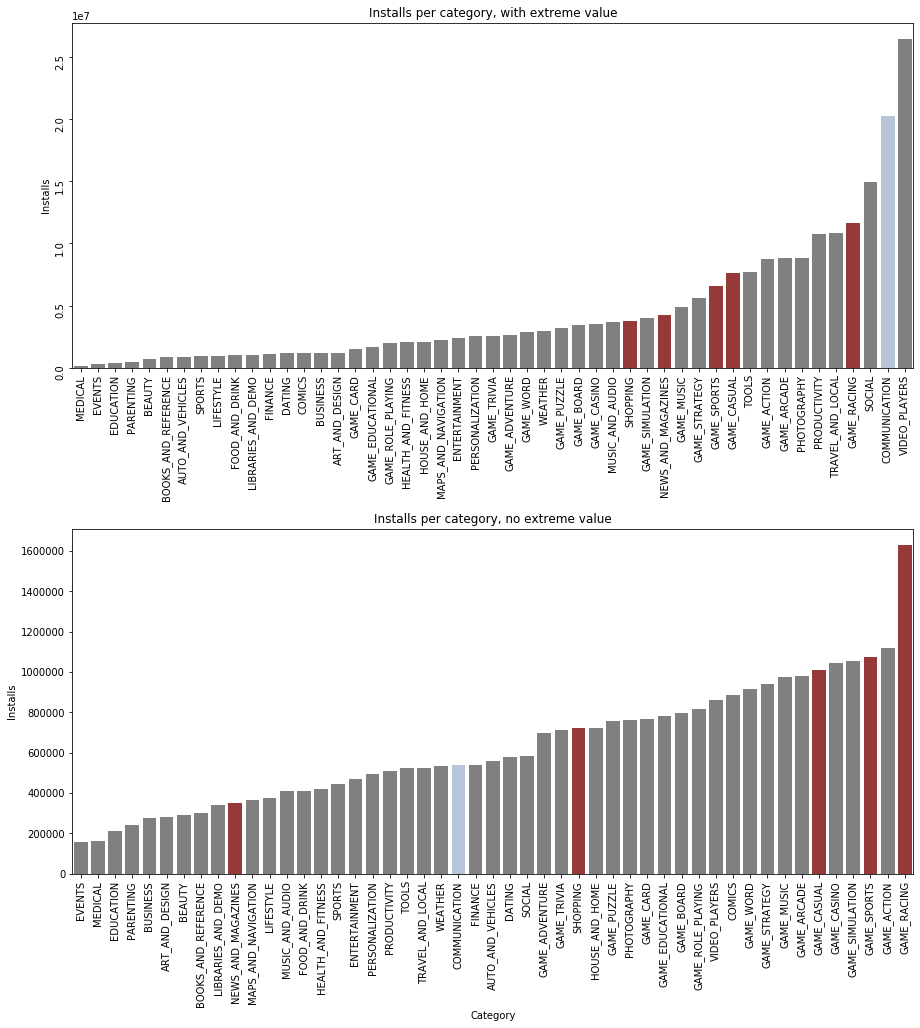 Installs per category, with extreme value
1e7
2.5
2.0
1.5
1.0
0.5
0.0
Installs
MEDICAL
EVENTS
EDUCATION
PARENTING
BEAUTY
BOOKS_AND_REFERENCE
AUTO_AND_VEHICLES
SPORTS
LIFESTYLE
FOOD_AND_DRINK
LIBRARIES_AND_DEMO
FINANCE
DATING
COMICS
BUSINESS
ART_AND_DESIGN
GAME_CARD
GAME_EDUCATIONAL
GAME_ROLE_PLAYING
HEALTH_AND_FITNESS
HOUSE_AND_HOME
MAPS_AND_NAVIGATION
ENTERTAINMENT
PERSONALIZATION
GAME_TRIVIA
GAME_ADVENTURE
GAME_WORD
WEATHER
GAME_PUZZLE
GAME_BOARD
GAME_CASINO
MUSIC_AND_AUDIO
SHOPPING
GAME_SIMULATION
NEWS_AND_MAGAZINES
GAME_MUSIC
GAME_STRATEGY
GAME_SPORTS
GAME_CASUAL
TOOLS
GAME_ACTION
GAME_ARCADE
PHOTOGRAPHY
PRODUCTIVITY
TRAVEL_AND_LOCAL
GAME_RACING
SOCIAL
COMMUNICATION
VIDEO_PLAYERS
Installs per category, no extreme value
1600000
1400000
1200000
1000000
800000
600000
400000
200000
0
Installs
EVENTS
MEDICAL
EDUCATION
PARENTING
BUSINESS
ART_AND_DESIGN
BEAUTY
BOOKS_AND_REFERENCE
LIBRARIES_AND_DEMO
NEWS_AND_MAGAZINES
MAPS_AND_NAVIGATION
LIFESTYLE
MUSIC_AND_AUDIO
FOOD_AND_DRINK
HEALTH_AND_FITNESS
SPORTS
ENTERTAINMENT
PERSONALIZATION
PRODUCTIVITY
TOOLS
TRAVEL_AND_LOCAL
WEATHER
COMMUNICATION
FINANCE
AUTO_AND_VEHICLES
DATING
SOCIAL
GAME_ADVENTURE
GAME_TRIVIA
SHOPPING
HOUSE_AND_HOME
GAME_PUZZLE
PHOTOGRAPHY
GAME_CARD
GAME_EDUCATIONAL
GAME_BOARD
GAME_ROLE_PLAYING
VIDEO_PLAYERS
COMICS
GAME_WORD
GAME_STRATEGY
GAME_MUSIC
GAME_ARCADE
GAME_CASUAL
GAME_CASINO
GAME_SIMULATION
GAME_SPORTS
GAME_ACTION
GAME_RACING
Category